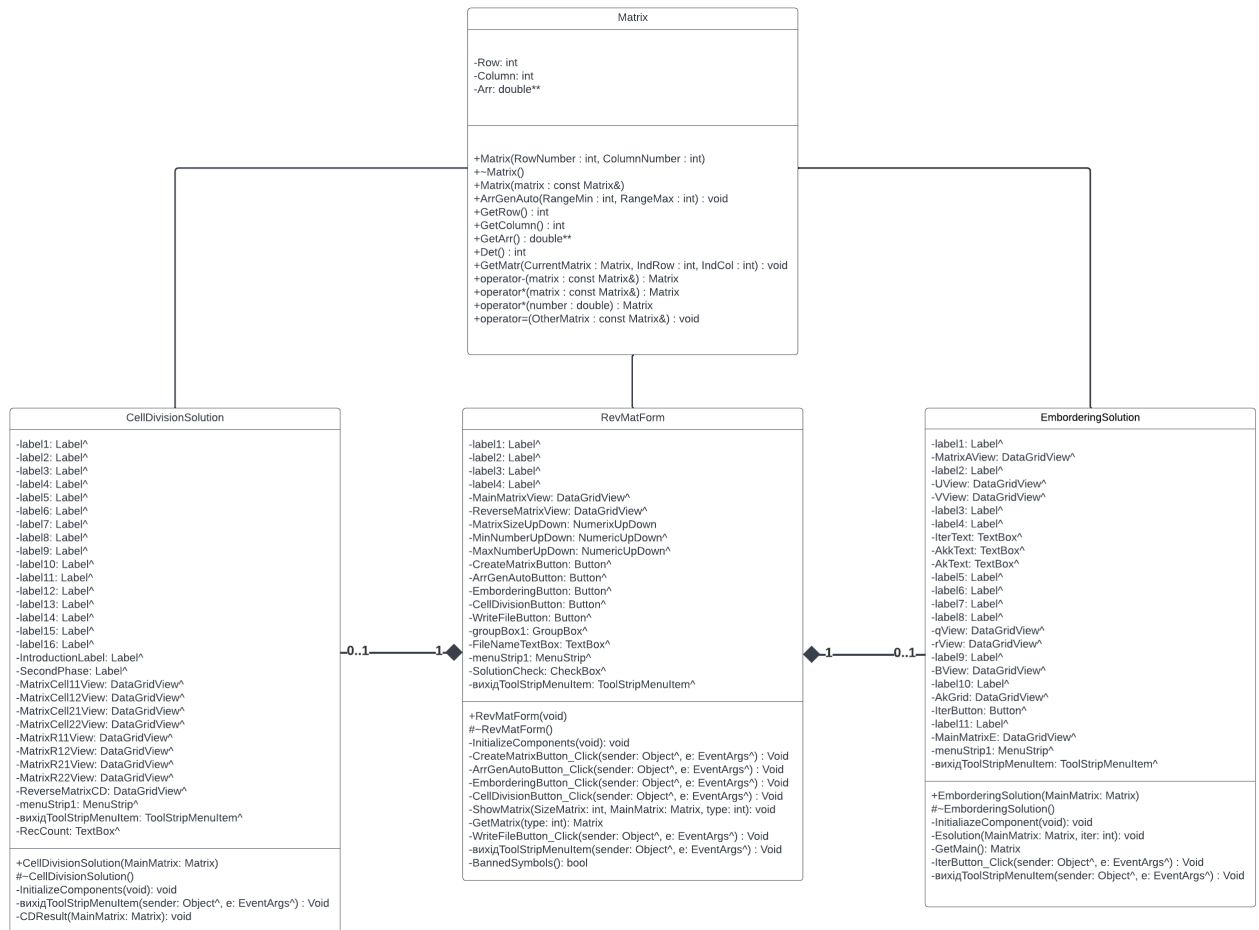 Matrix
-Row: int
-Column: int
-Arr: double**
+Matrix(RowNumber : int, ColumnNumber : int)
+~Matrix()
+Matrix(matrix : const Matrix&)
+ArrGenAuto(RangeMin : int, RangeMax : int) : void
+GetRow() : int
+GetColumn() : int
+GetArr() : double**
+Det() : int
+GetMatr(CurrentMatrix : Matrix, IndRow : int, IndCol : int) : void
+operator-(matrix : const Matrix&) : Matrix
+operator*(matrix : const Matrix&) : Matrix
+operator*(number : double) : Matrix
+operator=(OtherMatrix : const Matrix&) : void
CellDivisionSolution
-label1: Label^
-label2: Label^
-label3: Label^
-label4: Label^
-label5: Label^
-label6: Label^
-label7: Label^
-label8: Label^
-label9: Label^
-label10: Label^
-label11: Label^
-label12: Label^
-label13: Label^
-label14: Label^
-label15: Label^
-label16: Label^
-IntroductionLabel: Label^
-SecondPhase: Label^
-MatrixCell11View: DataGridView^
-MatrixCell12View: DataGridView^
-MatrixCell21View: DataGridView^
-MatrixCell22View: DataGridView^
-MatrixR11View: DataGridView^
-MatrixR12View: DataGridView^
-MatrixR21View: DataGridView^
-MatrixR22View: DataGridView^
-ReverseMatrixCD: DataGridView^
-menuStrip1: MenuStrip^
-вихідToolStripMenuItem: ToolStripMenuItem^
-RecCount: TextBox^
+CellDivisionSolution(MainMatrix: Matrix)
#~CellDivisionSolution()
-InitializeComponents(void): void
-вихідToolStripMenuItem(sender: Object^, e: EventArgs^) : Void
-CDResult(MainMatrix: Matrix): void
0..1
1
RevMatForm
-label1: Label^
-label2: Label^
-label3: Label^
-label4: Label^
-MainMatrixView: DataGridView^
-ReverseMatrixView: DataGridView^
-MatrixSizeUpDown: NumerixUpDown
-MinNumberUpDown: NumericUpDown^
-MaxNumberUpDown: NumericUpDown^
-CreateMatrixButton: Button^
-ArrGenAutoButton: Button^
-EmborderingButton: Button^
-CellDivisionButton: Button^
-WriteFileButton: Button^
-groupBox1: GroupBox^
-FileNameTextBox: TextBox^
-menuStrip1: MenuStrip^
-SolutionCheck: CheckBox^
-вихідToolStripMenuItem: ToolStripMenuItem^
+RevMatForm(void)
#~RevMatForm()
-InitializeComponents(void): void
-CreateMatrixButton_Click(sender: Object^, e: EventArgs^) : Void
-ArrGenAutoButton_Click(sender: Object^, e: EventArgs^) : Void
-EmborderingButton_Click(sender: Object^, e: EventArgs^) : Void
-CellDivisionButton_Click(sender: Object^, e: EventArgs^) : Void
-ShowMatrix(SizeMatrix: int, MainMatrix: Matrix, type: int): void
-GetMatrix(type: int): Matrix
-WriteFileButton_Click(sender: Object^, e: EventArgs^) : Void
-вихідToolStripMenuItem(sender: Object^, e: EventArgs^) : Void
-BannedSymbols(): bool
1
0..1
EmborderingSolution
-label1: Label^
-MatrixAView: DataGridView^
-label2: Label^
-UView: DataGridView^
-VView: DataGridView^
-label3: Label^
-label4: Label^
-IterText: TextBox^
-AkkText: TextBox^
-AkText: TextBox^
-label5: Label^
-label6: Label^
-label7: Label^
-label8: Label^
-qView: DataGridView^
-rView: DataGridView^
-label9: Label^
-BView: DataGridView^
-label10: Label^
-AkGrid: DataGridView^
-IterButton: Button^
-label11: Label^
-MainMatrixE: DataGridView^
-menuStrip1: MenuStrip^
-вихідToolStripMenuItem: ToolStripMenuItem^
+EmborderingSolution(MainMatrix: Matrix)
#~EmborderingSolution()
-InitiaIazeComponent(void): void
-Esolution(MainMatrix: Matrix, iter: int): void
-GetMain(): Matrix
-IterButton_Click(sender: Object^, e: EventArgs^) : Void
-вихідToolStripMenuItem(sender: Object^, e: EventArgs^) : Void